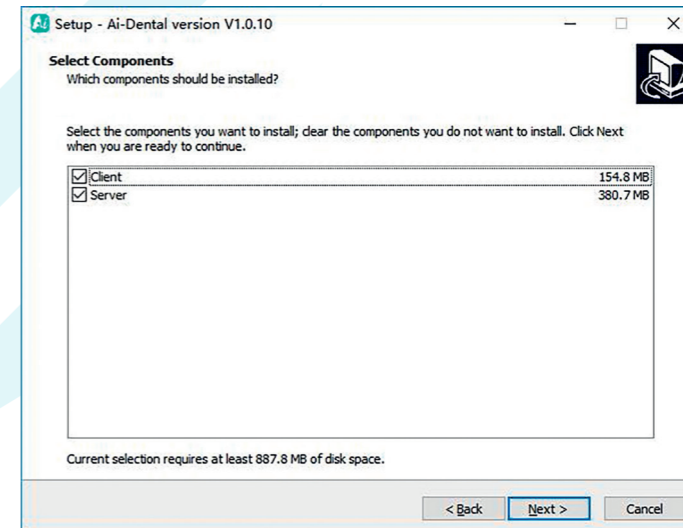 Ai Setup - Ai-Dental version V1.0.10
Select Components
Which components should be installed?
Select the components you want to install; clear the components you do not want to install. Click Next
when you are ready to continue.
Client 154.8 MB
Server 380.7 MB
Current selection requires at least 887.8 MB of disk space.
< Back Next > Cancel